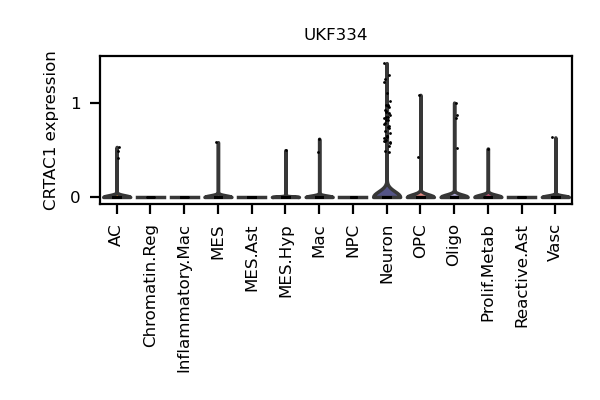 UKF334
CRTAC1 expression
1
0
AC
Chromatin.Reg
Inflammatory.Mac
MES
MES.Ast
MES.Hyp
Mac
NPC
Neuron
OPC
Oligo
Prolif.Metab
Reactive.Ast
Vasc